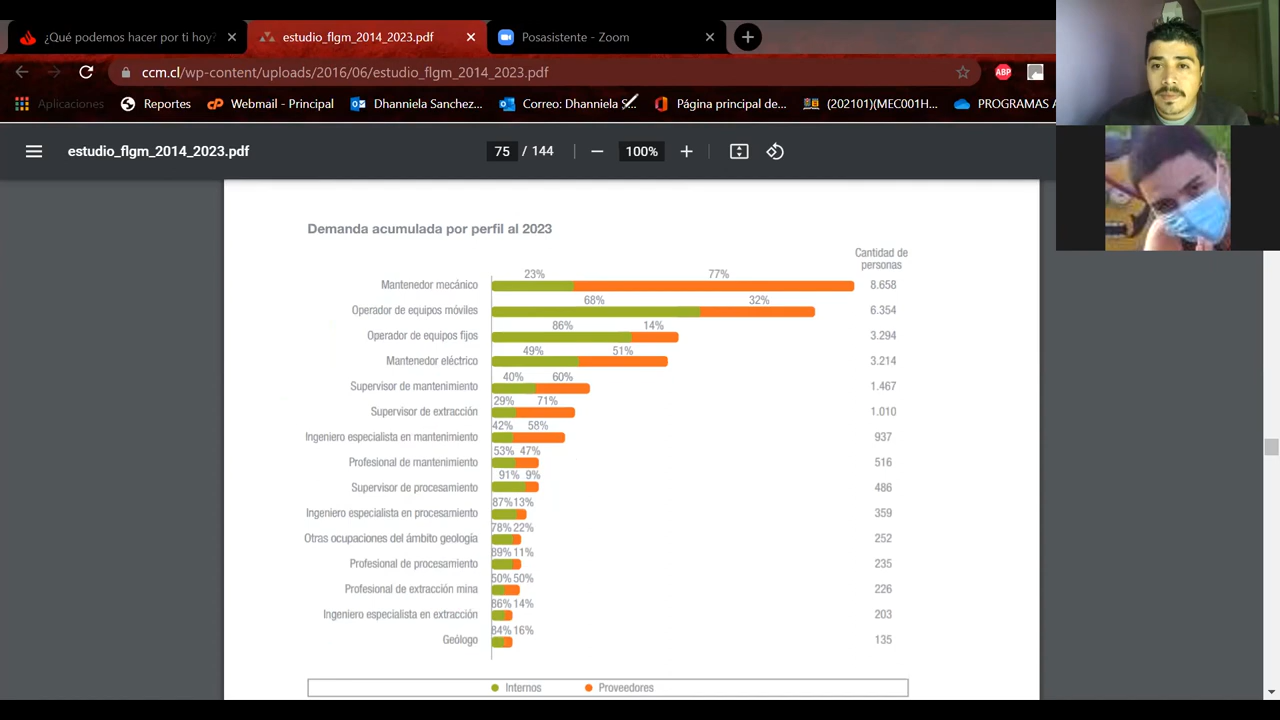 ¿Qué podemos hacer por ti hoy?
estudio_flgm_2014_2023.pdf
Posasistente - Zoom
ccm.cl/wp-content/uploads/2016/06/estudio_flgm_2014_2023.pdf
ABP
Aplicaciones
Reportes
Webmail - Principal
Dhanniela Sanchez...
Correo: Dhanniela S...
Página principal de...
(202101)(MEC001H...
PROGRAMAS A
estudio_flgm_2014_2023.pdf
75 / 144
100%
Demanda acumulada por perfil al 2023
Cantidad de
personas
23% 77%
Mantenedor mecánico 8.658
68% 32%
Operador de equipos móviles 6.354
86% 14%
Operador de equipos fijos 3.294
49% 51%
Mantenedor eléctrico 3.214
40% 60%
Supervisor de mantenimiento 1.467
29% 71%
Supervisor de extracción 1.010
42% 58%
Ingeniero especialista en mantenimiento 937
53% 47%
Profesional de mantenimiento 516
91% 9%
Supervisor de procesamiento 486
87% 13%
Ingeniero especialista en procesamiento 359
78% 22%
Otras ocupaciones del ámbito geología 252
89% 11%
Profesional de procesamiento 235
50% 50%
Profesional de extracción mina 226
86% 14%
Ingeniero especialista en extracción 203
84% 16%
Geólogo 135
Internos Proveedores